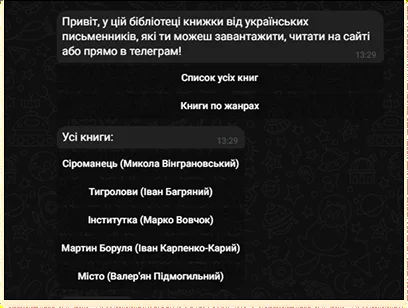 Привіт, у цій бібліотеці книжки від українських
письменників, які ти можеш завантажити, читати на сайті
або прямо в телеграм!
13:29
Список усіх книг
Книги по жанрах
Усі книги:
13:29
Сіроманець (Микола Вінграновський)
Тигролови (Іван Багряний)
Інститутка (Марко Вовчок)
Мартин Боруля (Іван Карпенко-Карий)
Місто (Валер'ян Підмогильний)